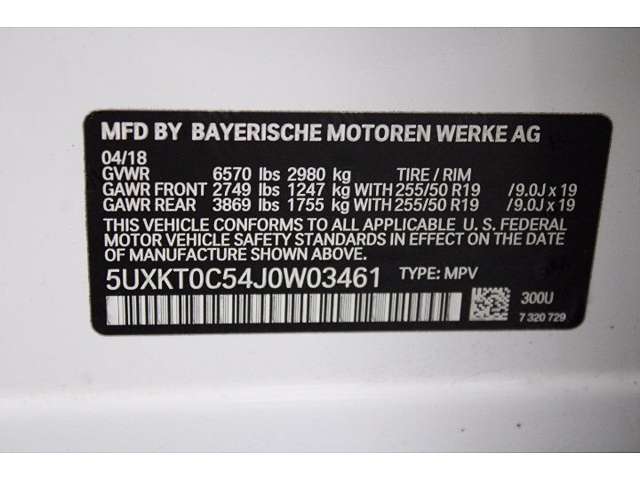 MFD BY BAYERISCHE MOTOREN WERKE AG
04/18
GVWR 6570 lbs 2980 kg TIRE / RIM
GAWR FRONT 2749 lbs 1247 kg WITH 255/50 R19 /9.0J x 19
GAWR REAR 3869 lbs 1755 kg WITH 255/50 R19 /9.0J x 19
THIS VEHICLE CONFORMS TO ALL APPLICABLE U. S. FEDERAL
MOTOR VEHICLE SAFETY STANDARDS IN EFFECT ON THE DATE
OF MANUFACTURE SHOWN ABOVE.
5UXKT0C54J0W03461 TYPE: MPV
300U
7 320 729